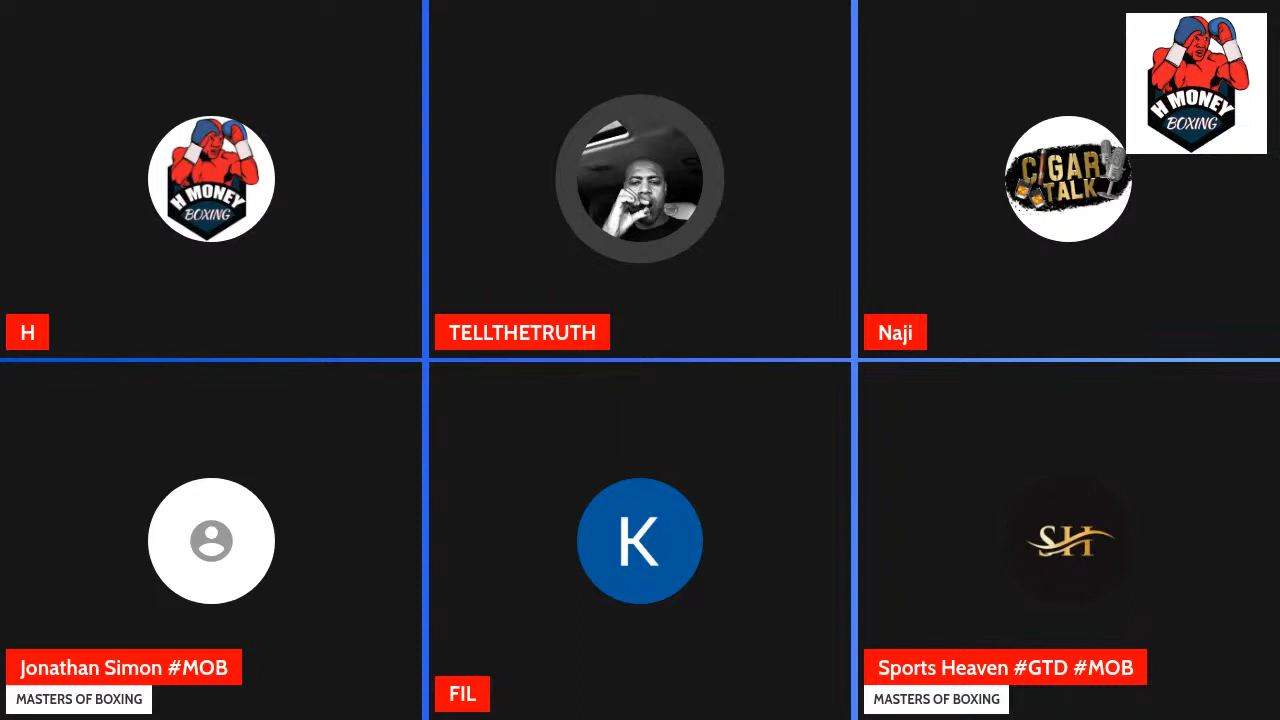 H MONEY
BOXING
H
TELLTHETRUTH
CIGAR
TALK
Naji
H MONEY
BOXING
Jonathan Simon #MOB
MASTERS OF BOXING
K
FIL
SH
Sports Heaven #GTD #MOB
MASTERS OF BOXING